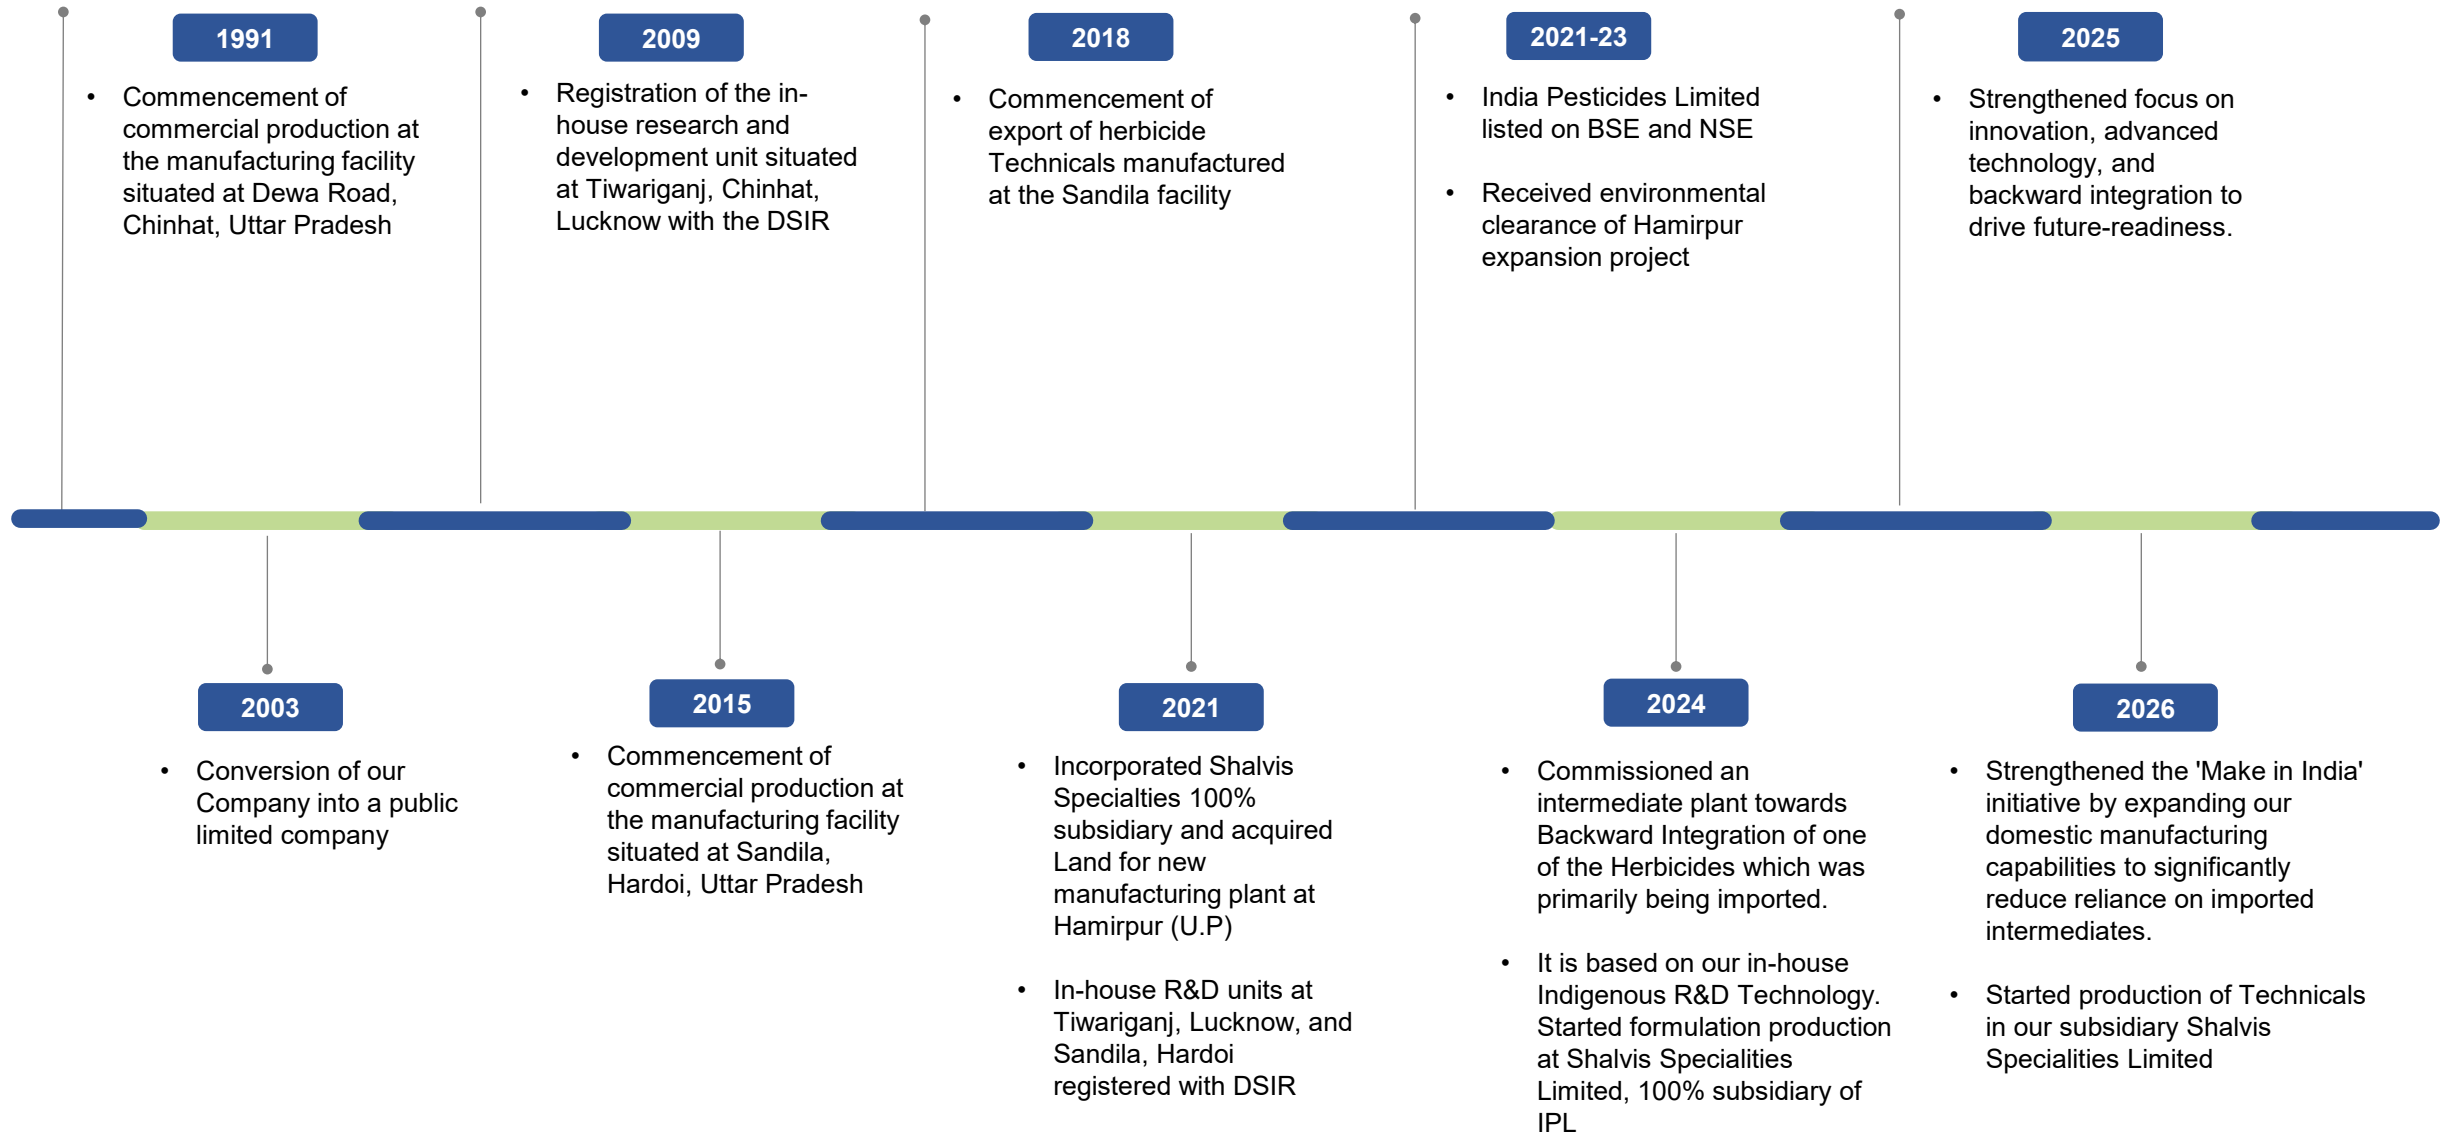 1991
• Commencement of
commercial production at
the manufacturing facility
situated at Dewa Road,
Chinhat, Uttar Pradesh
2009
• Registration of the in-
house research and
development unit situated
at Tiwariganj, Chinhat,
Lucknow with the DSIR
2018
• Commencement of
export of herbicide
Technicals manufactured
at the Sandila facility
2021-23
• India Pesticides Limited
listed on BSE and NSE
• Received environmental
clearance of Hamirpur
expansion project
2025
• Strengthened focus on
innovation, advanced
technology, and
backward integration to
drive future-readiness.
2003
• Conversion of our
Company into a public
limited company
2015
• Commencement of
commercial production at
the manufacturing facility
situated at Sandila,
Hardoi, Uttar Pradesh
2021
• Incorporated Shalvis
Specialties 100%
subsidiary and acquired
Land for new
manufacturing plant at
Hamirpur (U.P)
• In-house R&D units at
Tiwariganj, Lucknow, and
Sandila, Hardoi
registered with DSIR
2024
• Commissioned an
intermediate plant towards
Backward Integration of one
of the Herbicides which was
primarily being imported.
• It is based on our in-house
Indigenous R&D Technology.
Started formulation production
at Shalvis Specialities
Limited, 100% subsidiary of
IPL
2026
• Strengthened the 'Make in India'
initiative by expanding our
domestic manufacturing
capabilities to significantly
reduce reliance on imported
intermediates.
• Started production of Technicals
in our subsidiary Shalvis
Specialities Limited